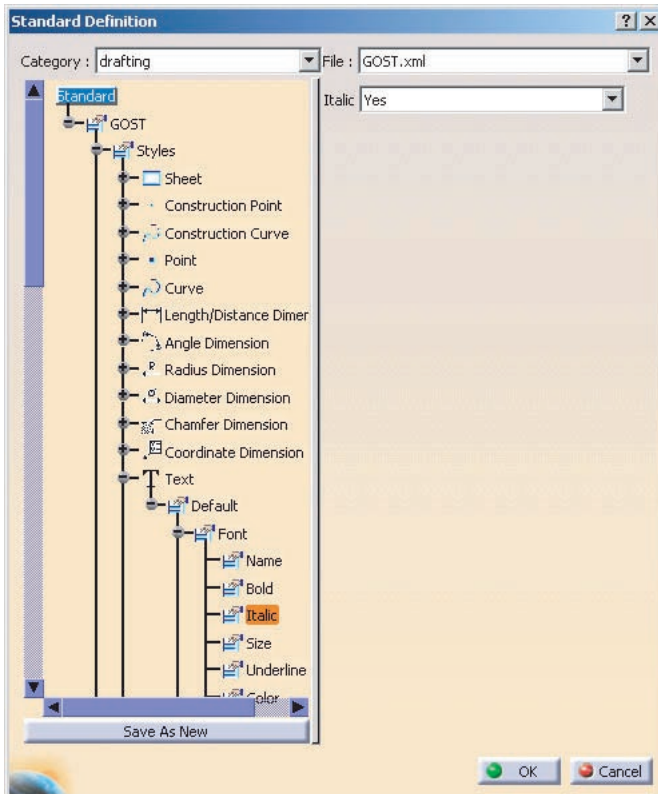 Standard Definition
Category : drafting
File : GOST.xml
Standard
Italic Yes
GOST
Styles
Sheet
Construction Point
Construction Curve
Point
Curve
Length/Distance Dimer
Angle Dimension
Radius Dimension
Diameter Dimension
Chamfer Dimension
Coordinate Dimension
Text
Default
Font
Name
Bold
Italic
Size
Underline
Color
Save As New
OK Cancel